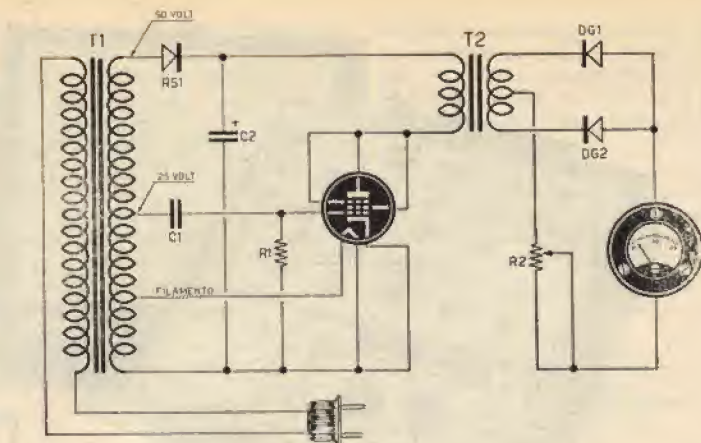 50 VOLT
T1
RS1
C2
T2
DG1
DG2
25 VOLT
C1
R1
R2
FILAMENTO